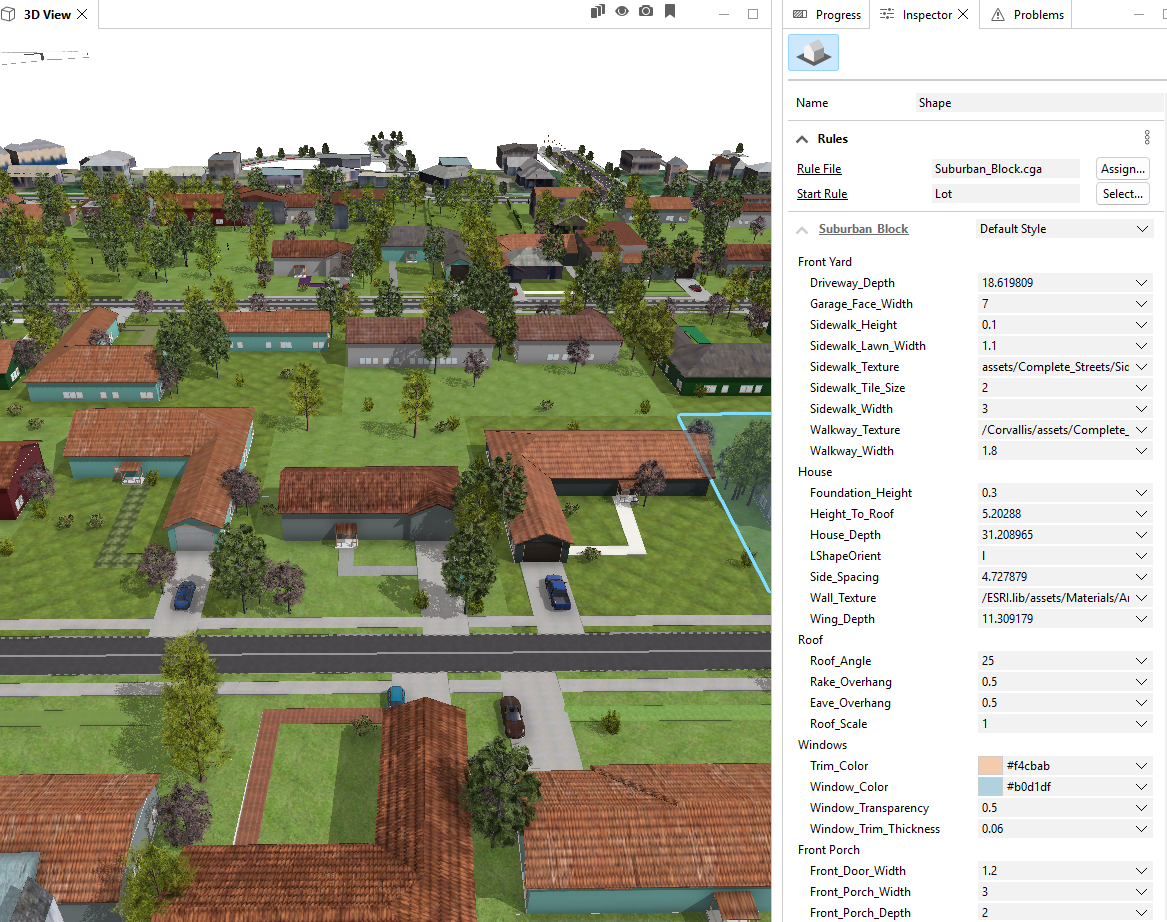 3D View
Progress Inspector Problems
Name Shape
Rules
Rule File Suburban_Block.cga Assign...
Start Rule Lot Select...
Suburban_Block Default Style
Front Yard
Driveway_Depth 18.619809
Garage_Face_Width 7
Sidewalk_Height 0.1
Sidewalk_Lawn_Width 1.1
Sidewalk_Texture assets/Complete_Streets/Sic
Sidewalk_Tile_Size 2
Sidewalk_Width 3
Walkway_Texture /Corvallis/assets/Complete_
Walkway_Width 1.8
House
Foundation_Height 0.3
Height_To_Roof 5.20288
House_Depth 31.208965
LShapeOrient l
Side_Spacing 4.727879
Wall_Texture /ESRI.lib/assets/Materials/Ar
Wing_Depth 11.309179
Roof
Roof_Angle 25
Rake_Overhang 0.5
Eave_Overhang 0.5
Roof_Scale 1
Windows
Trim_Color #f4cbab
Window_Color #b0d1df
Window_Transparency 0.5
Window_Trim_Thickness 0.06
Front Porch
Front_Door_Width 1.2
Front_Porch_Width 3
Front_Porch_Depth 2